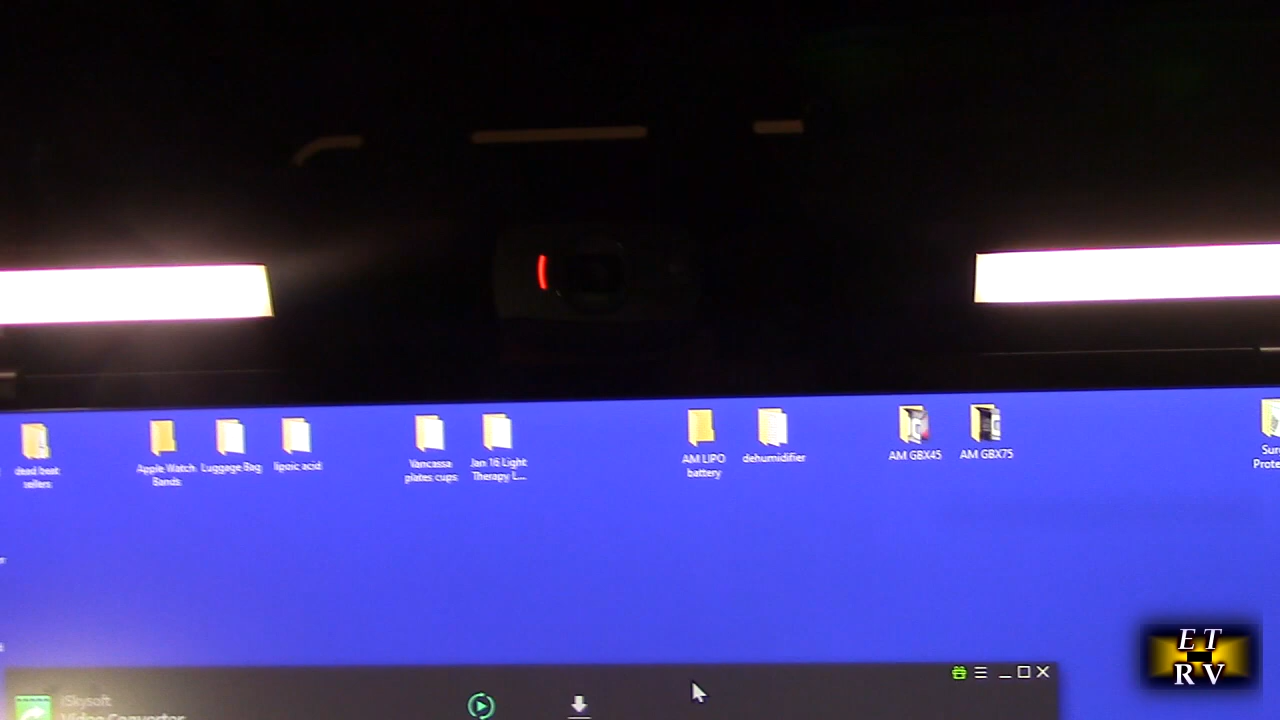 dead beat
sellers
Apple Watch
Bands
Luggage Bag
lipoic acid
Vancassa
plates cups
Jan 16 Light
Therapy L...
AM LIPO
battery
dehumidifier
AM GBX45
AM GBX75
Prote...
iSkysoft
Video Converter
ET
RV